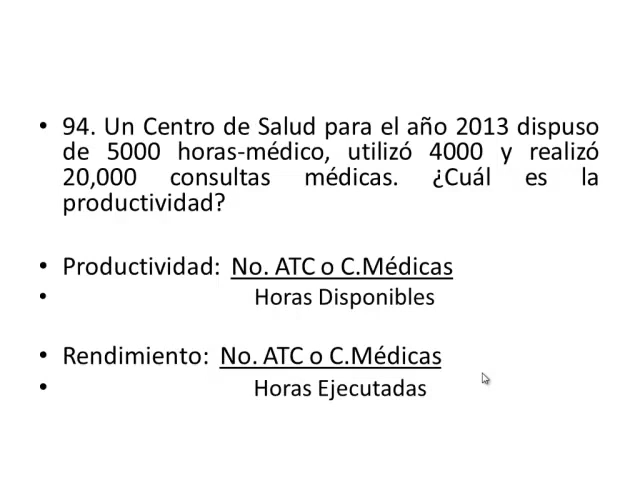 • 94. Un Centro de Salud para el año 2013 dispuso
de 5000 horas-médico, utilizó 4000 y realizó
20,000 consultas médicas. ¿Cuál es la
productividad?
• Productividad: No. ATC o C.Médicas
• Horas Disponibles
• Rendimiento: No. ATC o C.Médicas
• Horas Ejecutadas